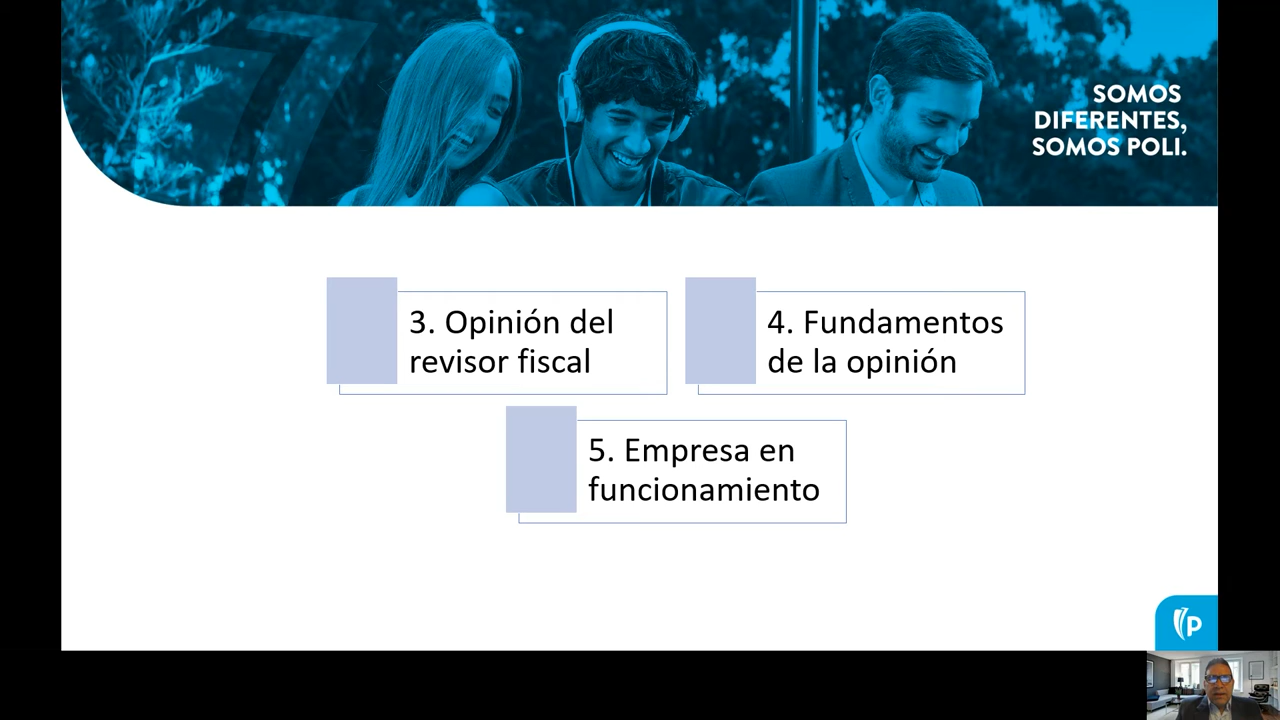 SOMOS
DIFERENTES,
SOMOS POLI.
3. Opinión del
revisor fiscal
4. Fundamentos
de la opinión
5. Empresa en
funcionamiento
P